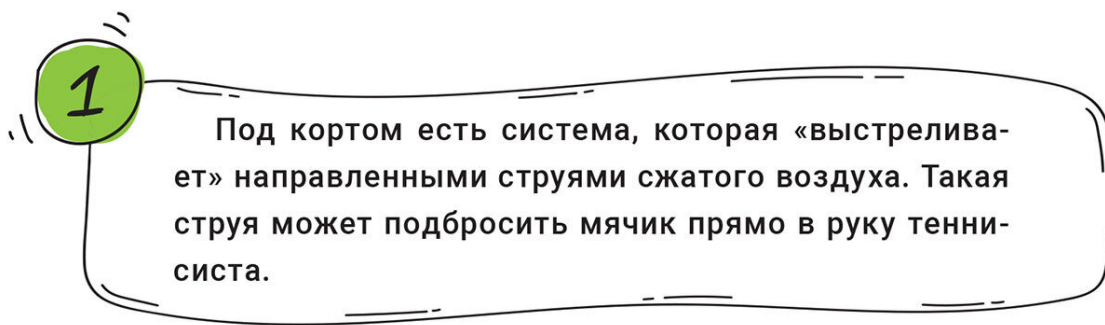 1
Под кортом есть система, которая «выстрелива-
ет» направленными струями сжатого воздуха. Такая
струя может подбросить мячик прямо в руку тенни-
систа.